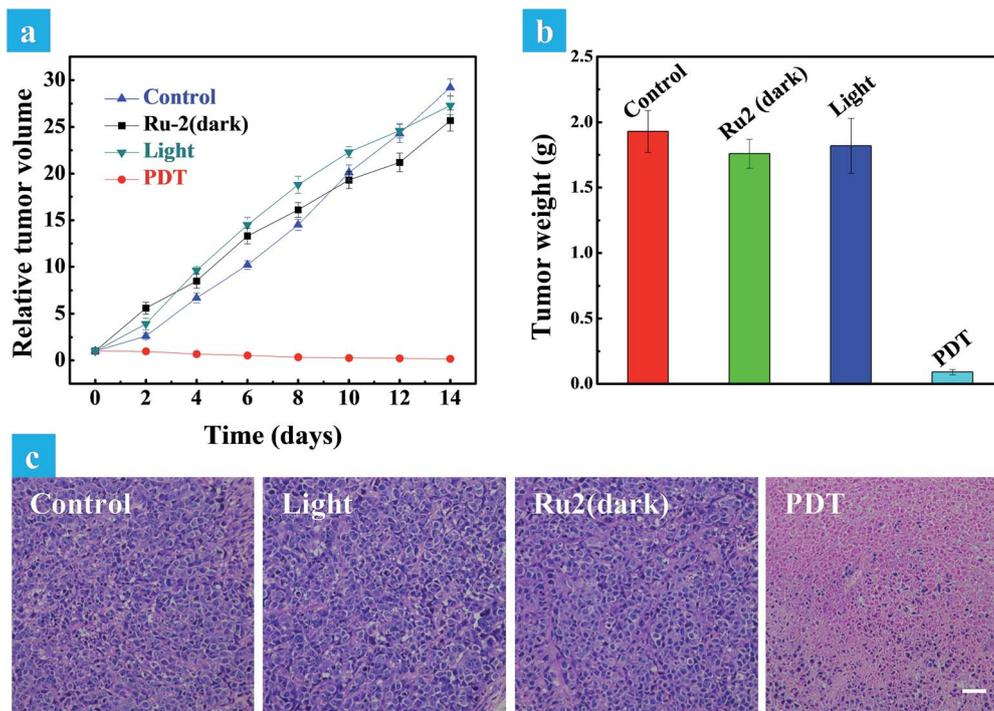 a
Relative tumor volume
30
25
20
15
10
5
0
Control
Ru-2(dark)
Light
PDT
0 2 4 6 8 10 12 14
Time (days)
b
Tumor weight (g)
2.5
2.0
1.5
1.0
0.5
0.0
Control
Ru2 (dark)
Light
PDT
c
Control
Light
Ru2(dark)
PDT